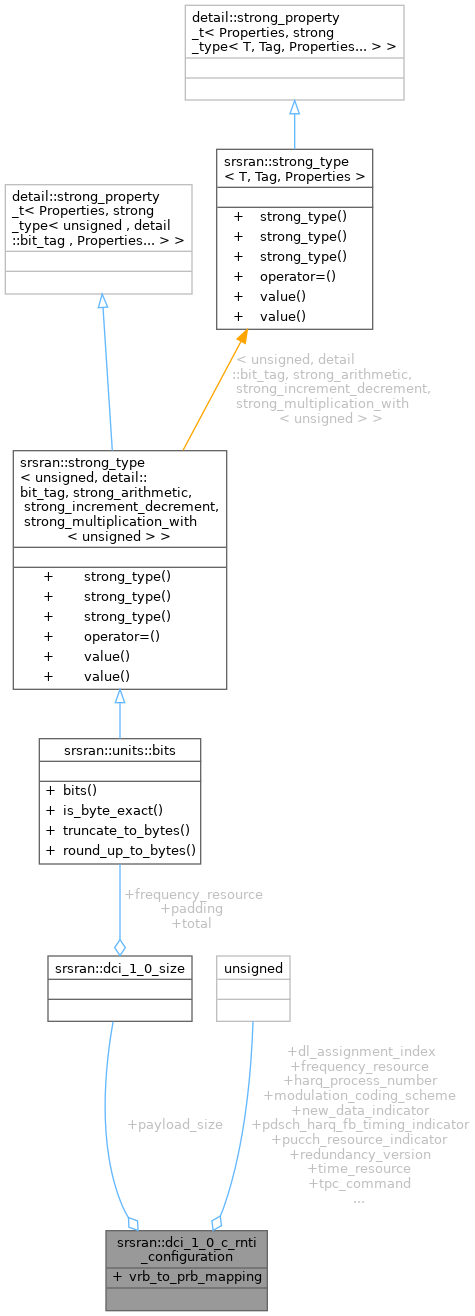 detail::strong_property
_t< Properties, strong
_type< T, Tag, Properties... > >
srsran::strong_type
< T, Tag, Properties >
+ strong_type()
+ strong_type()
+ strong_type()
+ operator=()
+ value()
+ value()
detail::strong_property
_t< Properties, strong
_type< unsigned , detail
::bit_tag , Properties... > >
< unsigned, detail
::bit_tag, strong_arithmetic,
strong_increment_decrement,
strong_multiplication_with
< unsigned > >
srsran::strong_type
< unsigned, detail::
bit_tag, strong_arithmetic,
strong_increment_decrement,
strong_multiplication_with
< unsigned > >
+ strong_type()
+ strong_type()
+ strong_type()
+ operator=()
+ value()
+ value()
srsran::units::bits
+ bits()
+ is_byte_exact()
+ truncate_to_bytes()
+ round_up_to_bytes()
+frequency_resource
+padding
+total
srsran::dci_1_0_size
unsigned
+payload_size
+dl_assignment_index
+frequency_resource
+harq_process_number
+modulation_coding_scheme
+new_data_indicator
+pdsch_harq_fb_timing_indicator
+pucch_resource_indicator
+redundancy_version
+time_resource
+tpc_command
...
srsran::dci_1_0_c_rnti
_configuration
+ vrb_to_prb_mapping